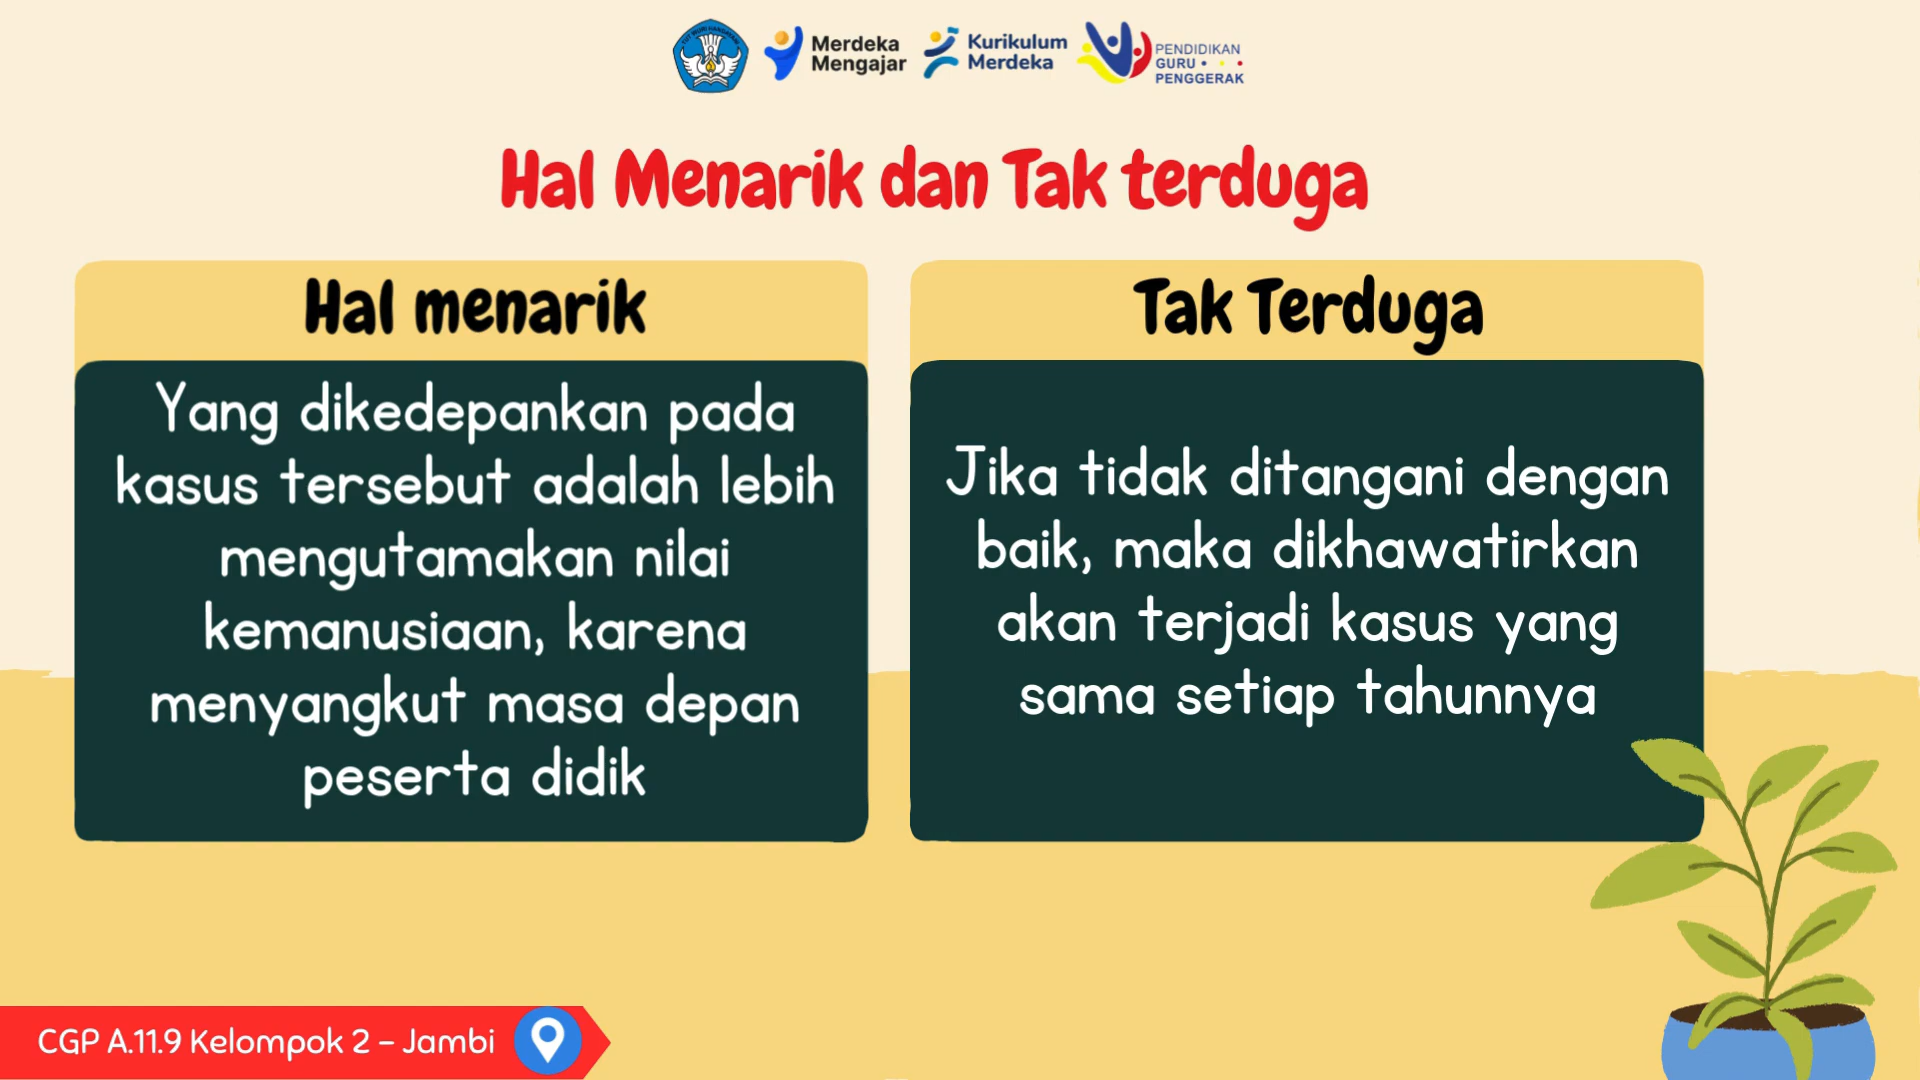 Merdeka
Mengajar
Kurikulum
Merdeka
PENDIDIKAN
GURU
PENGGERAK
Hal Menarik dan Tak terduga
Hal menarik
Yang dikedepankan pada
kasus tersebut adalah lebih
mengutamakan nilai
kemanusiaan, karena
menyangkut masa depan
peserta didik
Tak Terduga
Jika tidak ditangani dengan
baik, maka dikhawatirkan
akan terjadi kasus yang
sama setiap tahunnya
CGP A.11.9 Kelompok 2 - Jambi